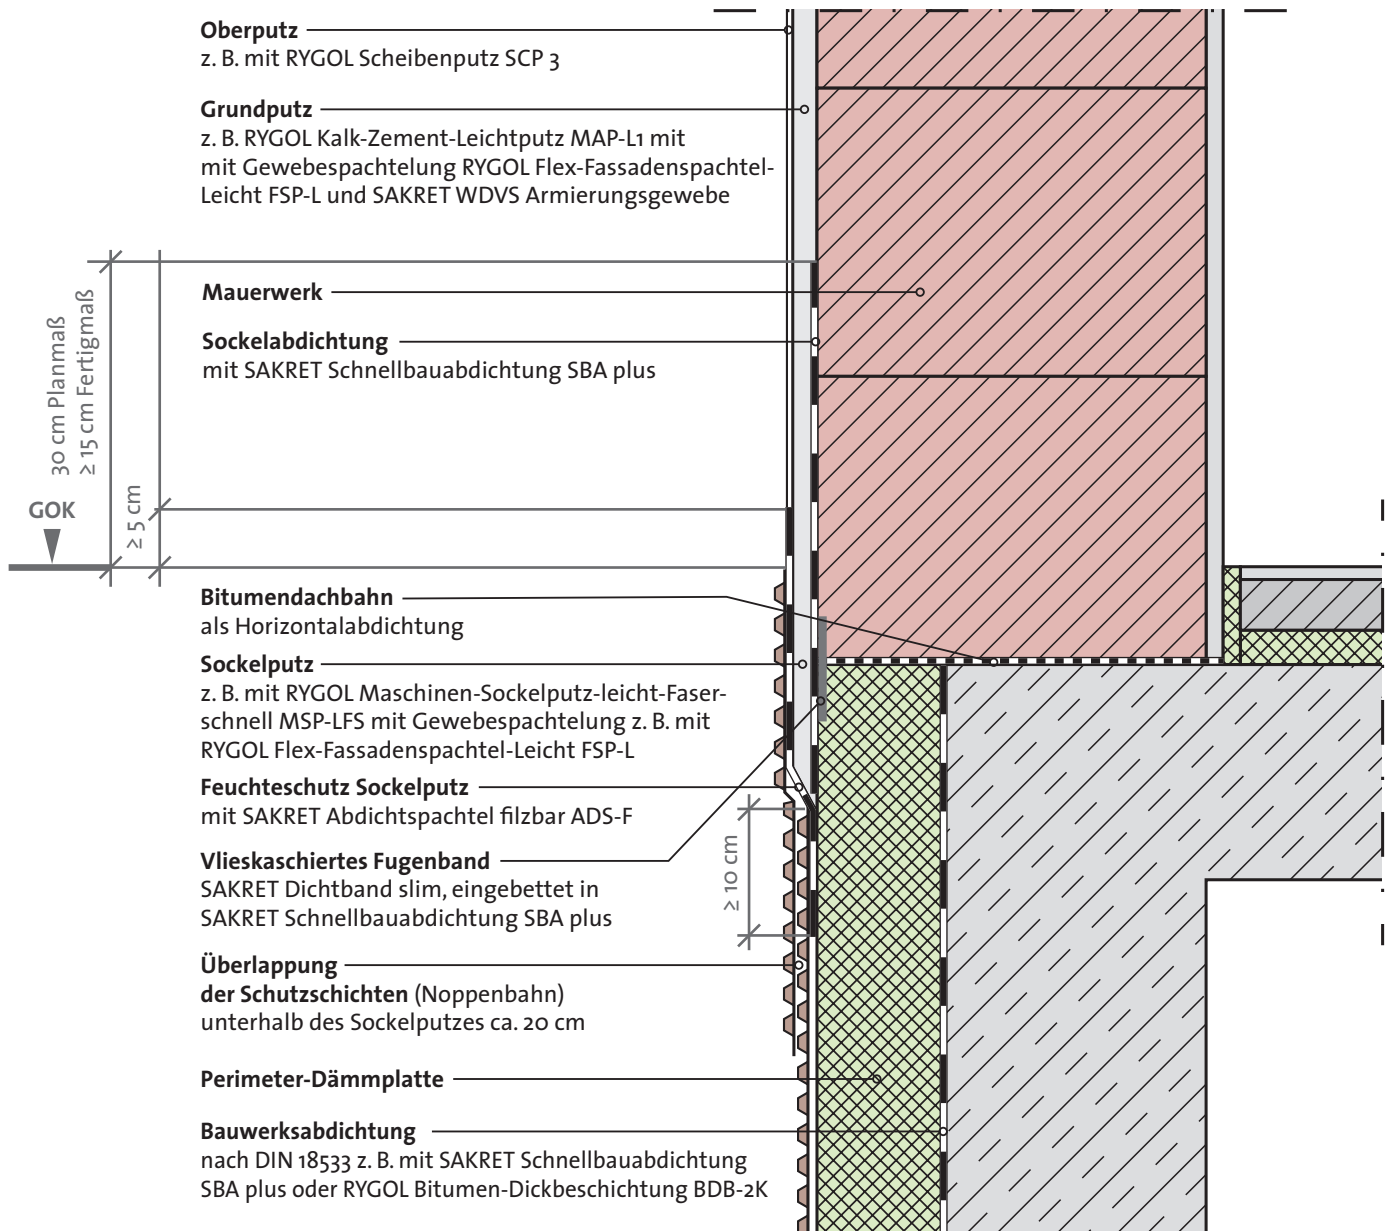 Oberputz
z. B. mit RYGOL Scheibenputz SCP 3
Grundputz
z. B. RYGOL Kalk-Zement-Leichtputz MAP-L1 mit
mit Gewebespachtelung RYGOL Flex-Fassadenspachtel-
Leicht FSP-L und SAKRET WDVS Armierungsgewebe
Mauerwerk
Sockelabdichtung
mit SAKRET Schnellbauabdichtung SBA plus
30 cm Planmaß
≥ 15 cm Fertigmaß
≥ 5 cm
GOK
Bitumendachbahn
als Horizontalabdichtung
Sockelputz
z. B. mit RYGOL Maschinen-Sockelputz-leicht-Faser-
schnell MSP-LFS mit Gewebespachtelung z. B. mit
RYGOL Flex-Fassadenspachtel-Leicht FSP-L
Feuchteschutz Sockelputz
mit SAKRET Abdichtspachtel filzbar ADS-F
Vlieskaschiertes Fugenband
SAKRET Dichtband slim, eingebettet in
SAKRET Schnellbauabdichtung SBA plus
≥ 10 cm
Überlappung
der Schutzschichten (Noppenbahn)
unterhalb des Sockelputzes ca. 20 cm
Perimeter-Dämmplatte
Bauwerksabdichtung
nach DIN 18533 z. B. mit SAKRET Schnellbauabdichtung
SBA plus oder RYGOL Bitumen-Dickbeschichtung BDB-2K